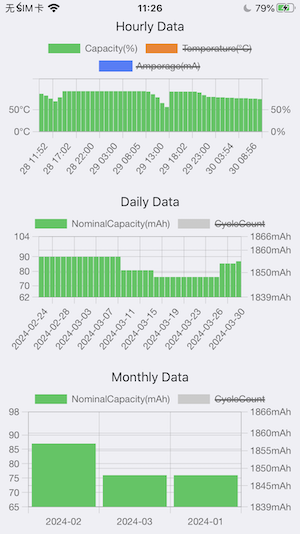 无SIM 卡 11:26 79%
Hourly Data
Capacity(%) Temperature(°C)
Amperage(mA)
50°C 50%
0°C 0%
28 11:52 28 17:02 28 22:00 29 03:00 29 08:05 29 13:00 29 18:02 29 23:00 30 03:54 30 08:56
Daily Data
NominalCapacity(mAh) CycleCount
104 1866mAh
90 1860mAh
80 1850mAh
70
62 1839mAh
2024-02-24 2024-02-28 2024-03-03 2024-03-07 2024-03-11 2024-03-15 2024-03-19 2024-03-23 2024-03-26 2024-03-30
Monthly Data
NominalCapacity(mAh) CycleCount
98 1866mAh
90 1860mAh
85 1855mAh
80 1850mAh
75
70 1845mAh
65 1839mAh
2024-02 2024-03 2024-01